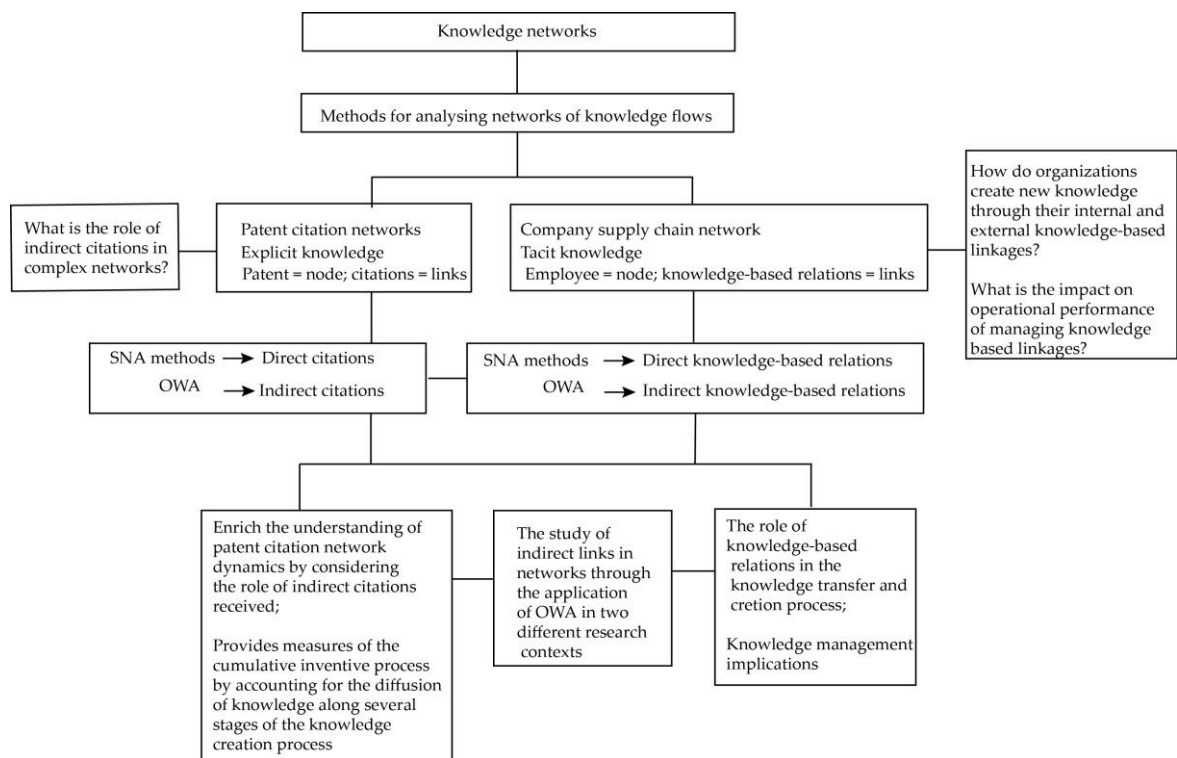 Knowledge networks
Methods for analysing networks of knowledge flows
What is the role of
indirect citations in
complex networks?
Patent citation networks
Explicit knowledge
Patent = node; citations = links
Company supply chain network
Tacit knowledge
Employee = node; knowledge-based relations = links
How do organizations
create new knowledge
through their internal and
external knowledge-based
linkages?
What is the impact on
operational performance
of managing knowledge
based linkages?
SNA methods → Direct citations
OWA → Indirect citations
SNA methods → Direct knowledge-based relations
OWA → Indirect knowledge-based relations
Enrich the understanding of
patent citation network
dynamics by considering
the role of indirect citations
received;
Provides measures of the
cumulative inventive process
by accounting for the diffusion
of knowledge along several
stages of the knowledge
creation process
The study of
indirect links in
networks through
the application
of OWA in two
different research
contexts
The role of
knowledge-based
relations in the
knowledge transfer and
cretion process;
Knowledge management
implications